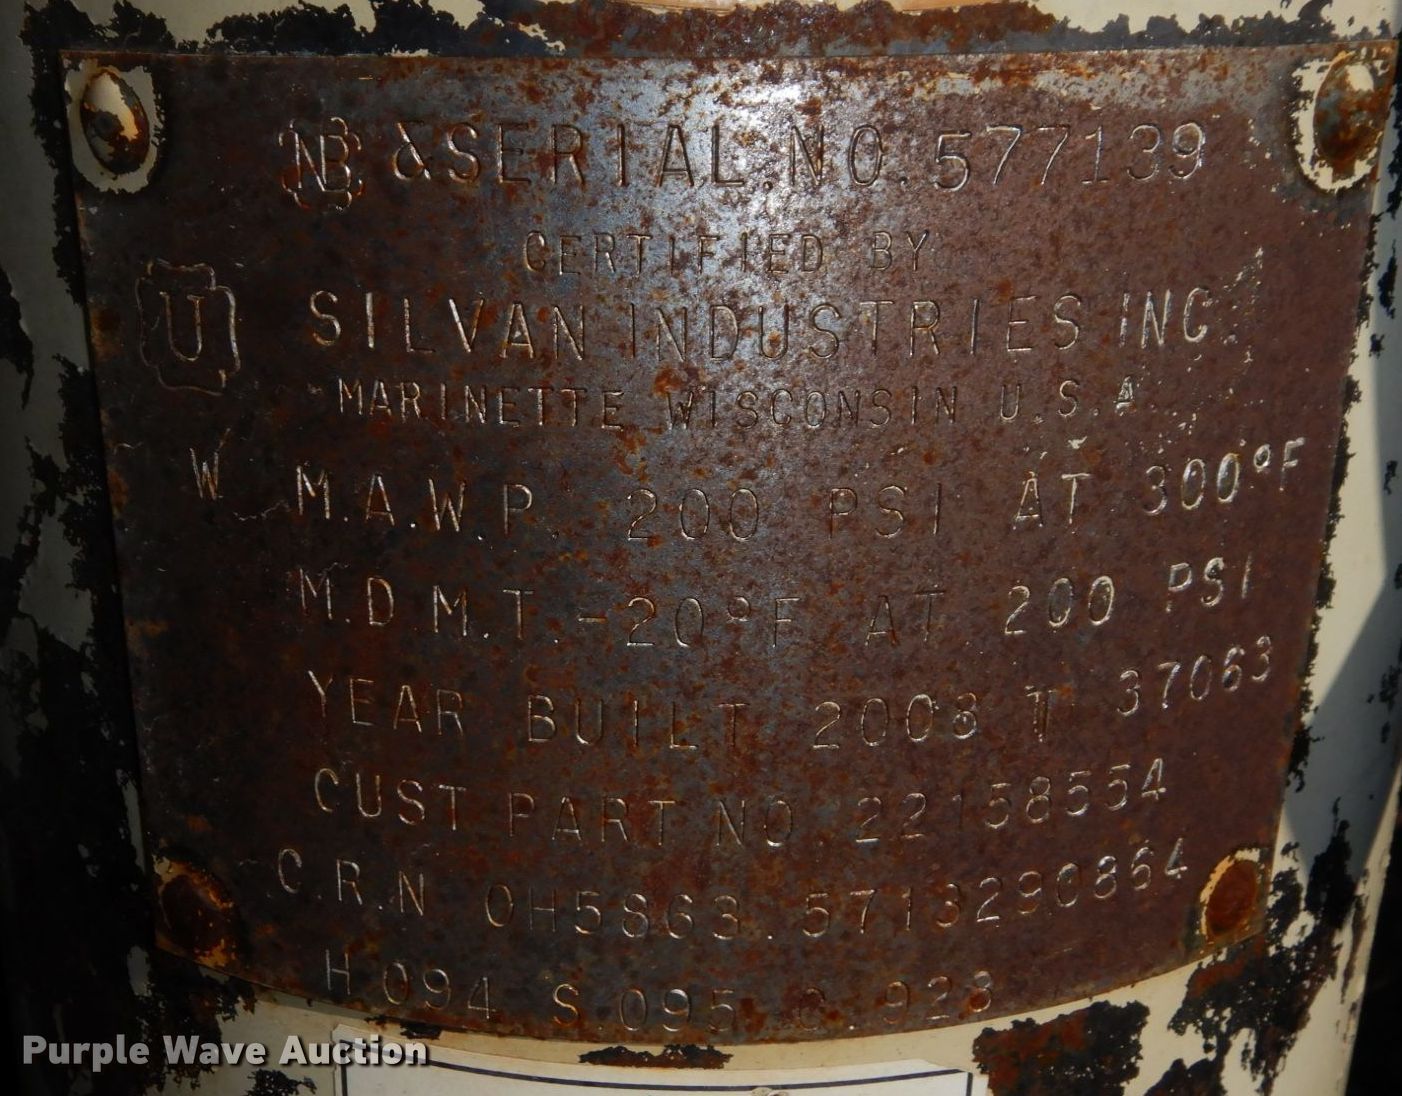 NB & SERIAL NO. 577139
CERTIFIED BY
U SILVAN INDUSTRIES INC
MARINETTE WISCONSIN U.S.A.
W M.A.W.P. 200 PSI AT 300°F
M.D.M.T. -20°F AT 200 PSI
YEAR BUILT 2008 T 37063
CUST PART NO. 22158554
C.R.N 0H5863.5713290864
H.094 S.095
Purple Wave Auction